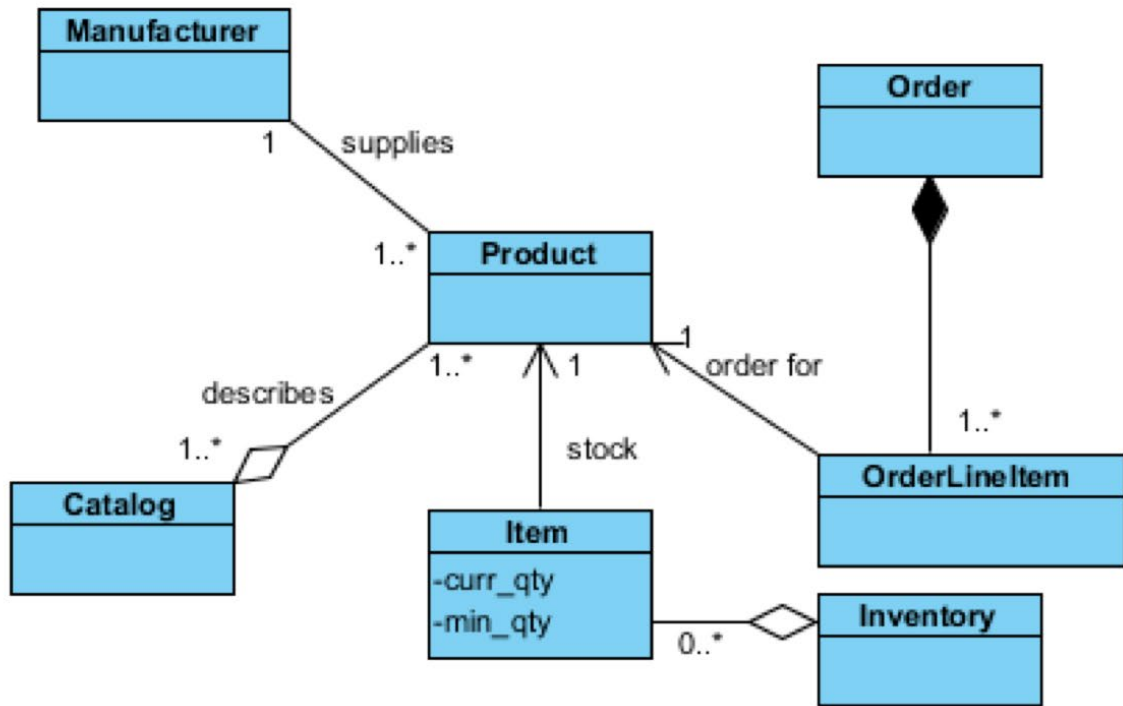 Manufacturer
Order
1
supplies
1..*
Product
1..*
1
1
order for
describes
1..*
stock
1..*
Catalog
Item
OrderLineItem
-curr_qty
-min_qty
0..*
Inventory